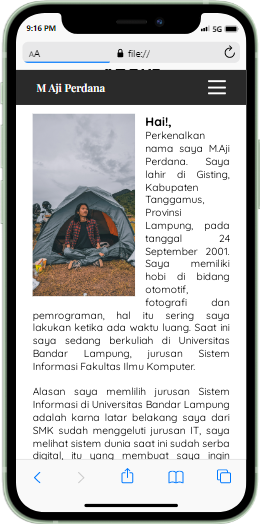 9:16 PM
5G
AA
file://
M Aji Perdana
Hai!,
Perkenalkan
nama saya M.Aji
Perdana. Saya
lahir di Gisting,
Kabupaten
Tanggamus,
Provinsi
Lampung, pada
tanggal 24
September 2001.
Saya memiliki
hobi di bidang
otomotif,
fotografi dan
pemrograman, hal itu sering saya
lakukan ketika ada waktu luang. Saat ini
saya sedang berkuliah di Universitas
Bandar Lampung, jurusan Sistem
Informasi Fakultas Ilmu Komputer.
Alasan saya memlilih jurusan Sistem
Informasi di Universitas Bandar Lampung
adalah karna latar belakang saya dari
SMK sudah menggeluti jurusan IT, saya
melihat sistem dunia saat ini sudah serba
digital, itu yang membuat saya ingin